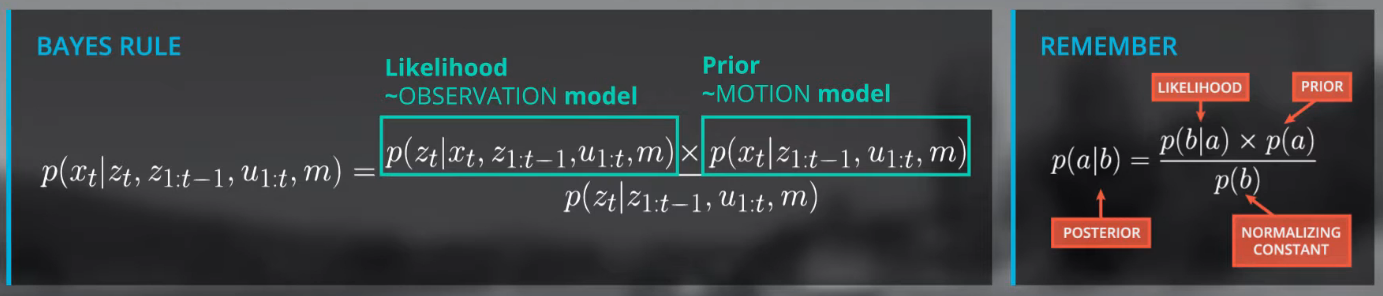 BAYES RULE
Likelihood
~OBSERVATION model
Prior
~MOTION model
p(x_t|z_t, z_{1:t−1}, u_{1:t}, m) = \frac{p(z_t|x_t, z_{1:t−1}, u_{1:t}, m) × p(x_t|z_{1:t−1}, u_{1:t}, m)}{p(z_t|z_{1:t−1}, u_{1:t}, m)}
REMEMBER
LIKELIHOOD
PRIOR
p(a|b) = \frac{p(b|a) × p(a)}{p(b)}
POSTERIOR
NORMALIZING
CONSTANT